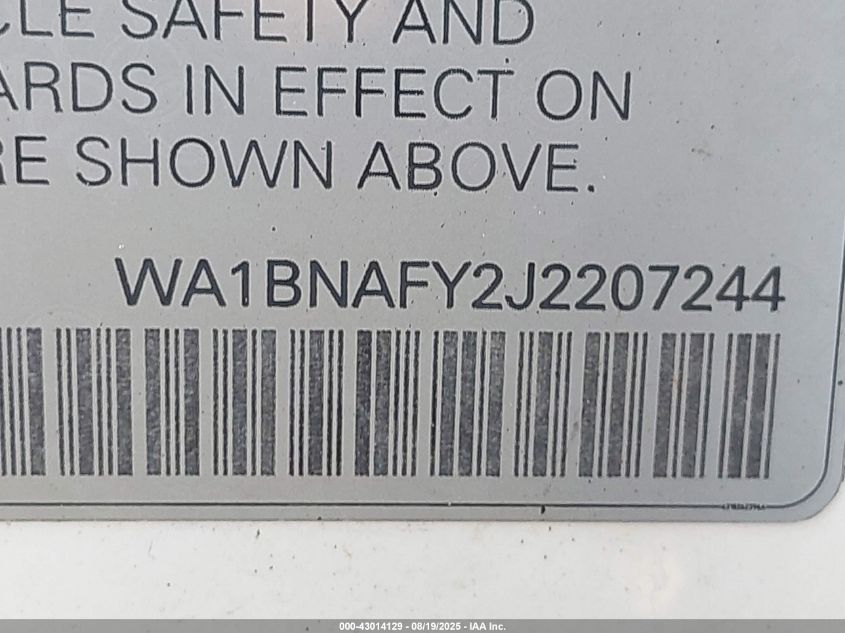 CLE SAFETY AND
ARDS IN EFFECT ON
RE SHOWN ABOVE.
WA1BNAFY2J2207244
000-43014129 - 08/19/2025 - IAA Inc.